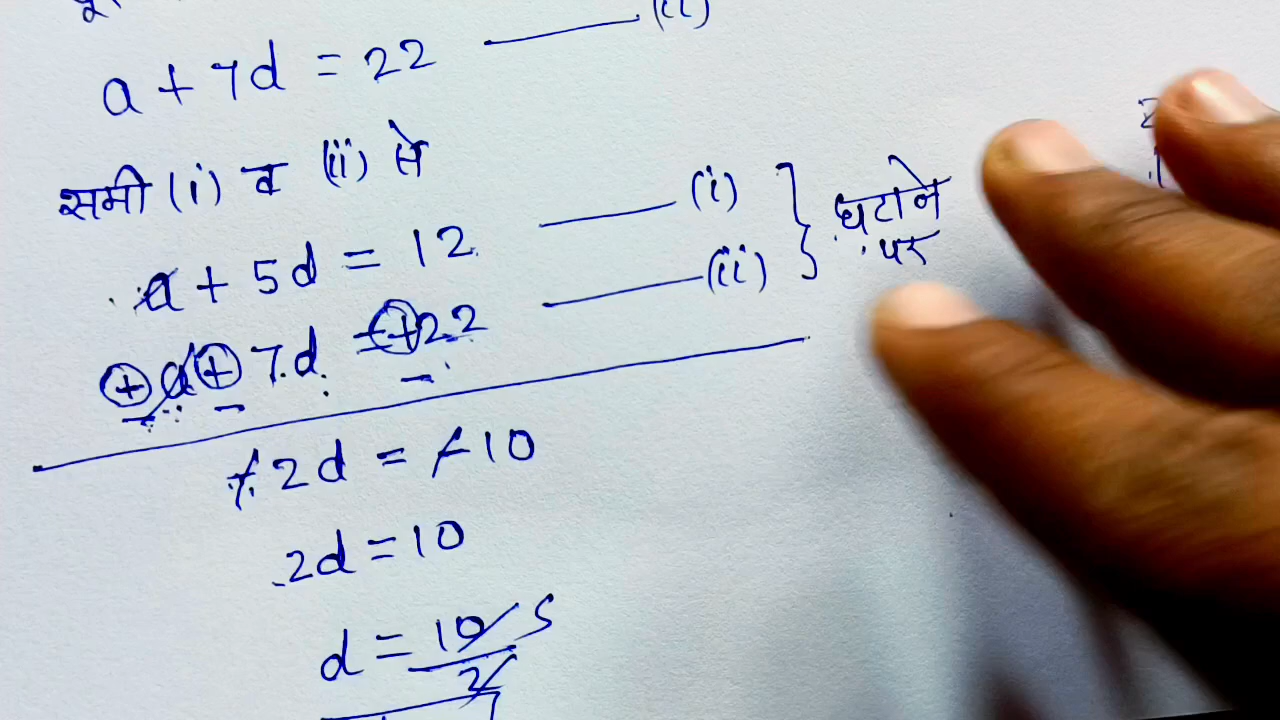 (ii)
a + 7d = 22
समी (i) व (ii) से
a + 5d = 12 (i)
+ a + 7d = +22 (ii)
घटाने
पर
- - -
-2d = -10
2d = 10
d = 10/2 5